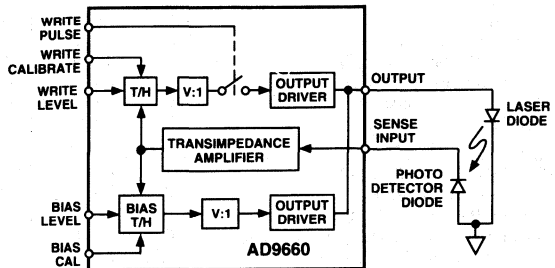 WRITE
PULSE
WRITE
CALIBRATE
WRITE
LEVEL
T/H
V:1
OUTPUT
DRIVER
OUTPUT
LASER
DIODE
SENSE
INPUT
TRANSIMPEDANCE
AMPLIFIER
PHOTO
DETECTOR
DIODE
BIAS
LEVEL
BIAS
T/H
V:1
OUTPUT
DRIVER
BIAS
CAL
AD9660